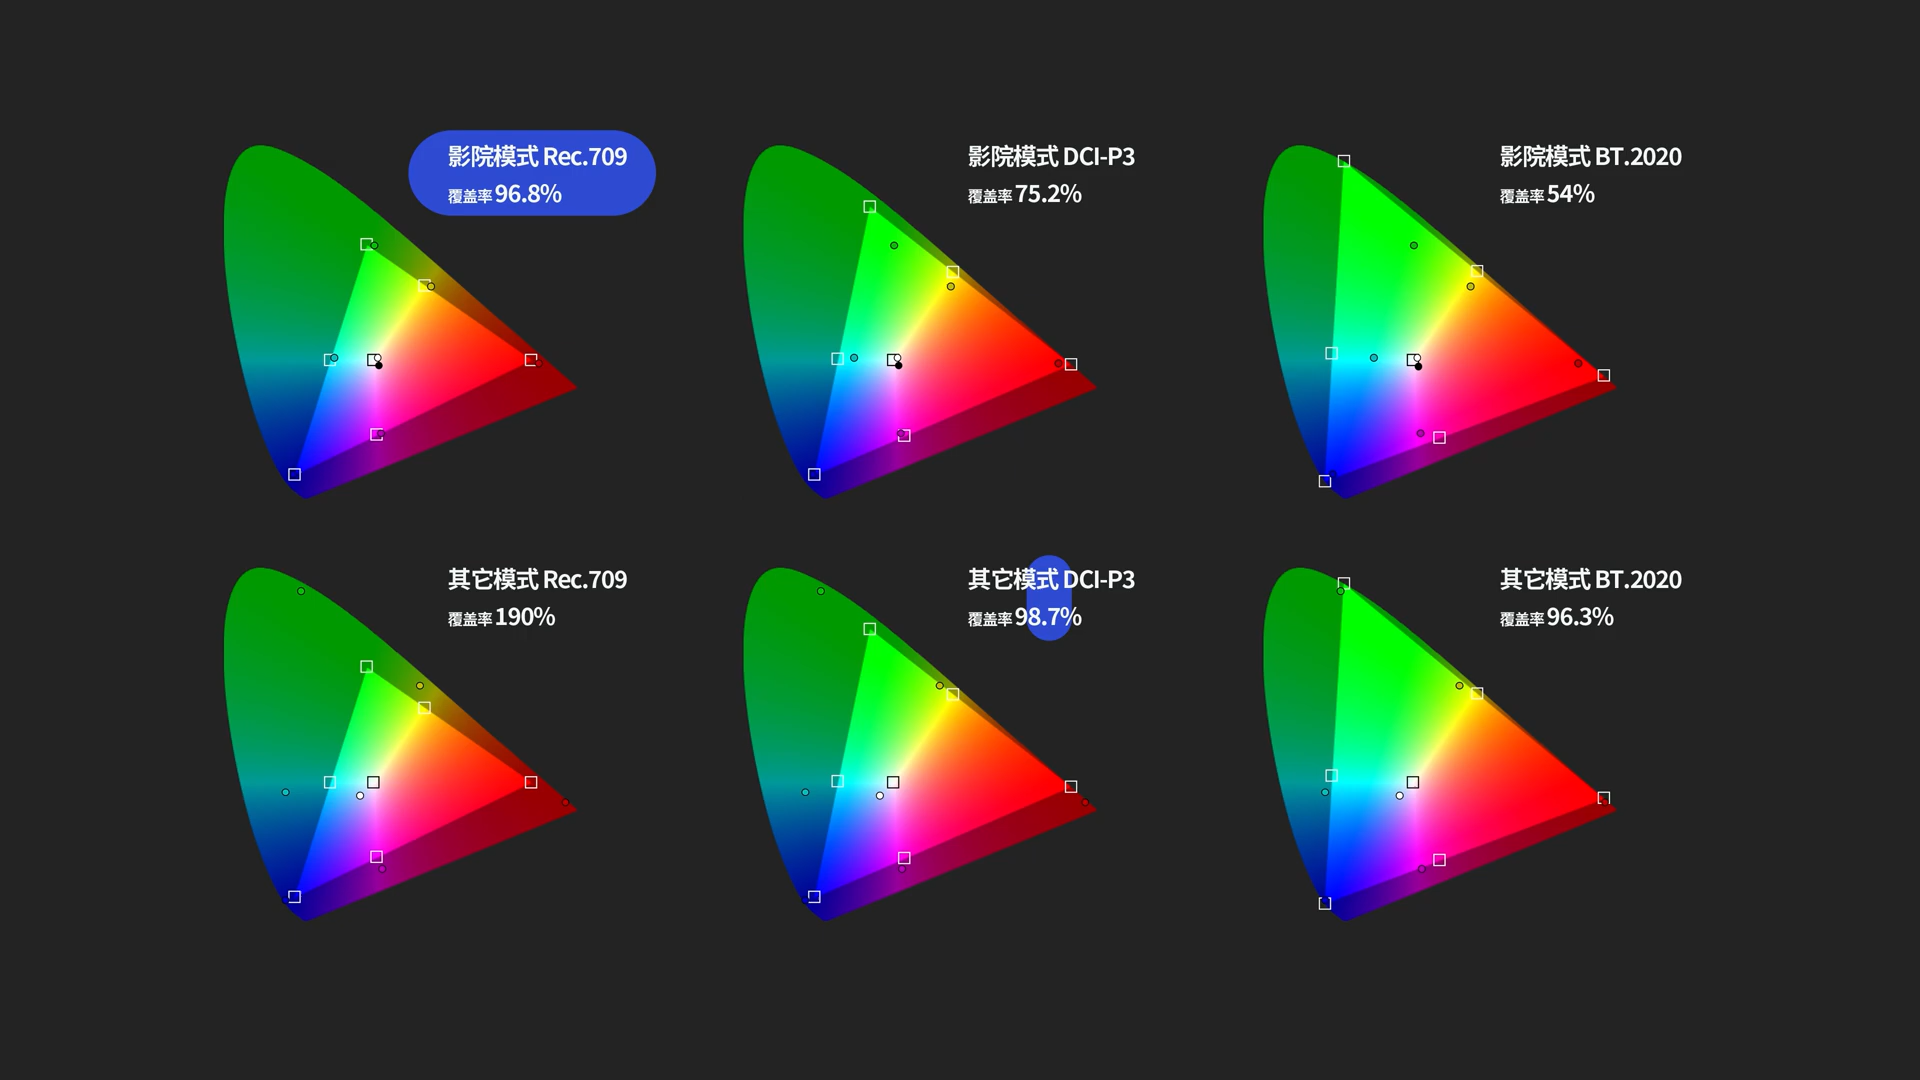 影院模式 Rec.709
覆盖率 96.8%
影院模式 DCI-P3
覆盖率 75.2%
影院模式 BT.2020
覆盖率 54%
其它模式 Rec.709
覆盖率 190%
其它模式 DCI-P3
覆盖率 98.7%
其它模式 BT.2020
覆盖率 96.3%